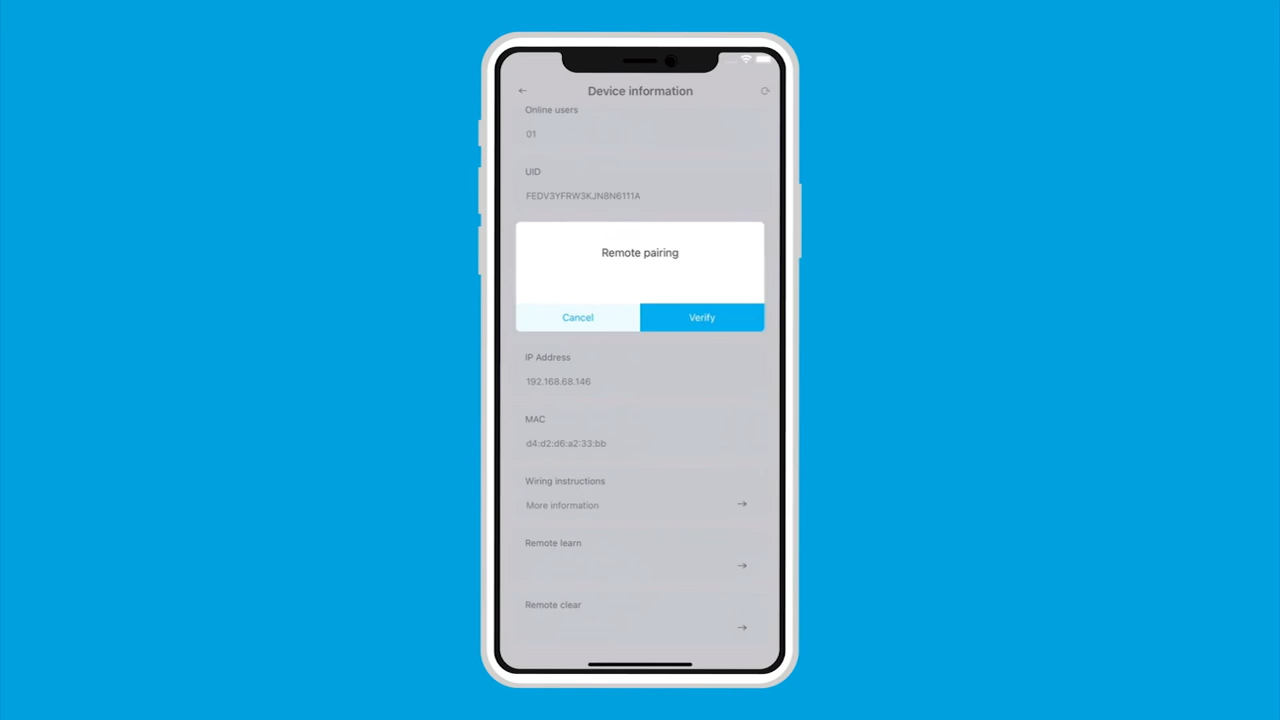 Device information
Online users
01
UID
FEDV3YFRW3KJN8N6111A
Remote pairing
Cancel
Verify
IP Address
192.168.68.146
MAC
d4:d2:d6:a2:33:bb
Wiring instructions
More information
Remote learn
Remote clear